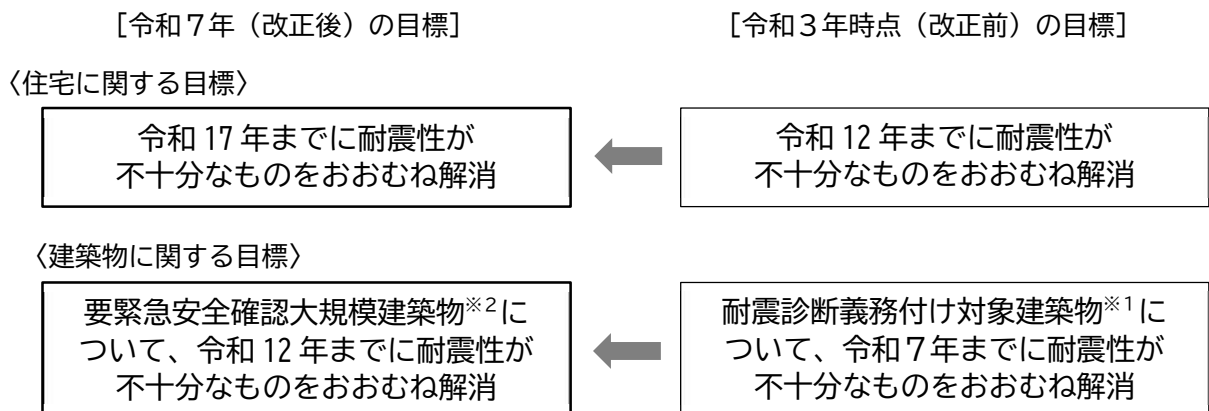 [令和７年（改正後）の目標]
[令和３年時点（改正前）の目標]
〈住宅に関する目標〉
令和 17 年までに耐震性が
不十分なものをおおむね解消
令和 12 年までに耐震性が
不十分なものをおおむね解消
〈建築物に関する目標〉
要緊急安全確認大規模建築物※2に
ついて、令和 12 年までに耐震性が
不十分なものをおおむね解消
耐震診断義務付け対象建築物※1に
ついて、令和７年までに耐震性が
不十分なものをおおむね解消